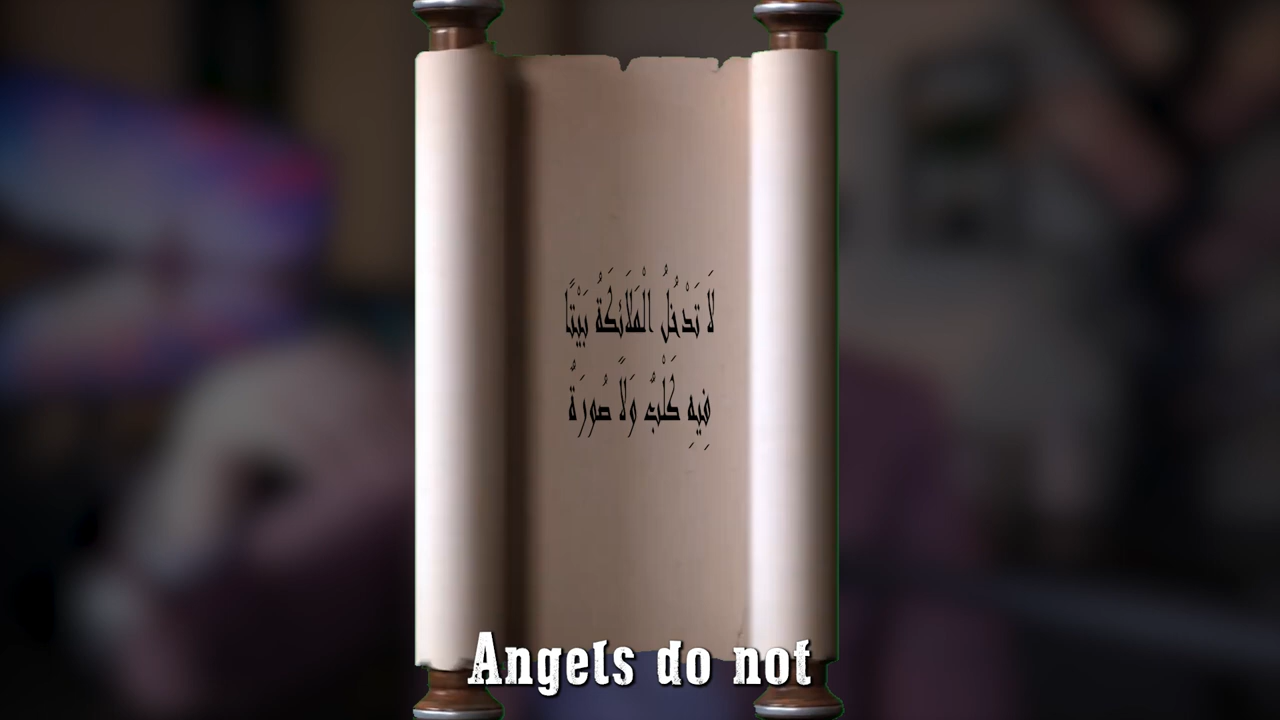 لَا تَدْخُلُ الْمَلَائِكَةُ بَيْتًا
فِيهِ كَلْبٌ وَلَا صُورَةٌ
Angels do not